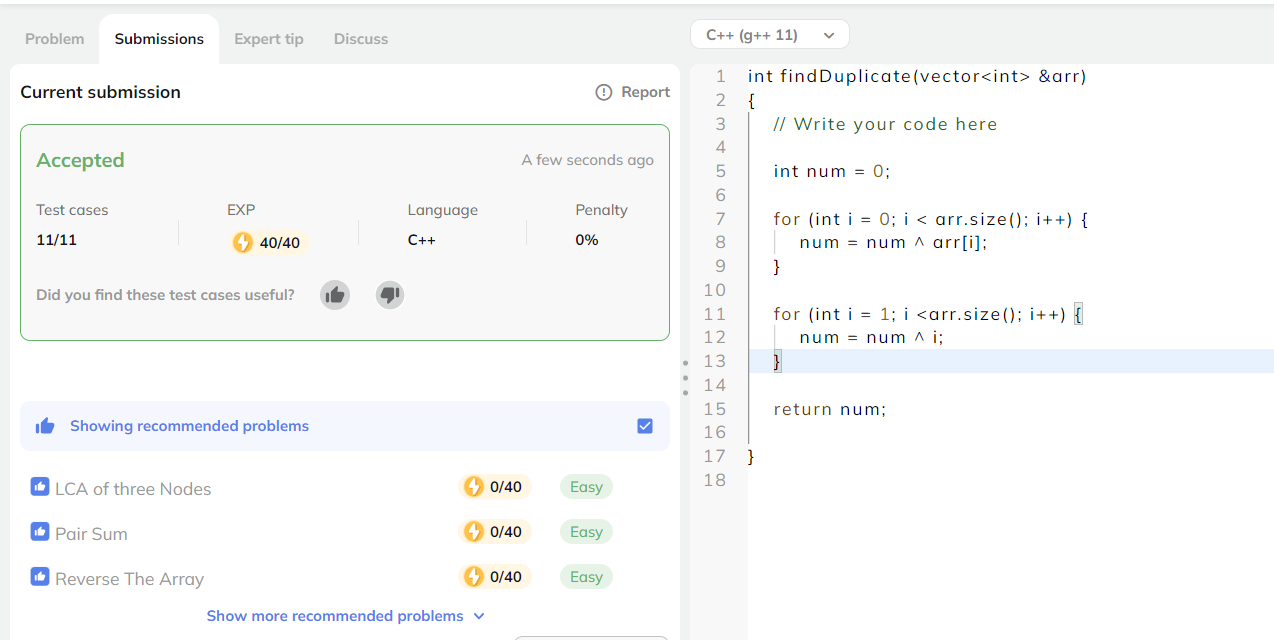 Problem Submissions Expert tip Discuss
Current submission Report
Accepted A few seconds ago
Test cases EXP Language Penalty
11/11 40/40 C++ 0%
Did you find these test cases useful?
Showing recommended problems
LCA of three Nodes 0/40 Easy
Pair Sum 0/40 Easy
Reverse The Array 0/40 Easy
Show more recommended problems
C++ (g++ 11)
1 int findDuplicate(vector<int> &arr)
2 {
3 // Write your code here
4
5 int num = 0;
6
7 for (int i = 0; i < arr.size(); i++) {
8 num = num ^ arr[i];
9 }
10
11 for (int i = 1; i <arr.size(); i++) {
12 num = num ^ i;
13 }
14
15 return num;
16
17 }
18